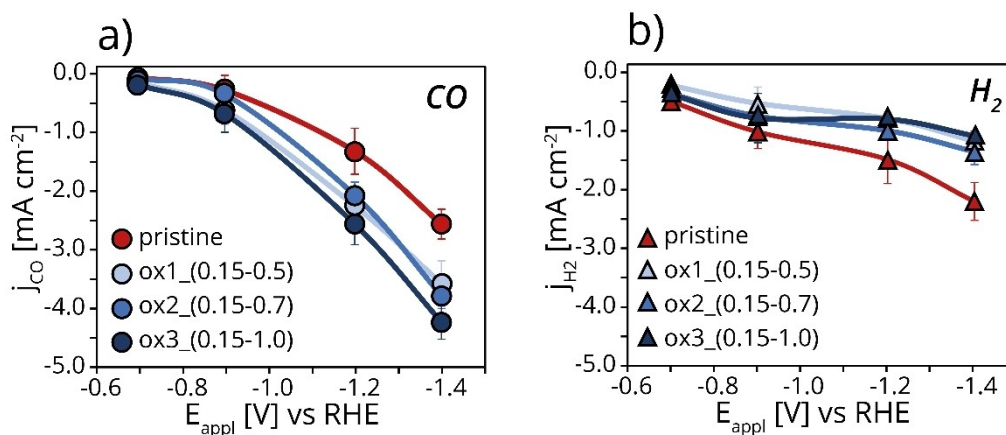 a)
CO
0.0
-1.0
-2.0
-3.0
-4.0
-5.0
j_CO [mA cm⁻²]
pristine
ox1_(0.15-0.5)
ox2_(0.15-0.7)
ox3_(0.15-1.0)
-0.6 -0.8 -1.0 -1.2 -1.4
E_appl [V] vs RHE
b)
H₂
0.0
-1.0
-2.0
-3.0
-4.0
-5.0
j_H2 [mA cm⁻²]
pristine
ox1_(0.15-0.5)
ox2_(0.15-0.7)
ox3_(0.15-1.0)
-0.6 -0.8 -1.0 -1.2 -1.4
E_appl [V] vs RHE